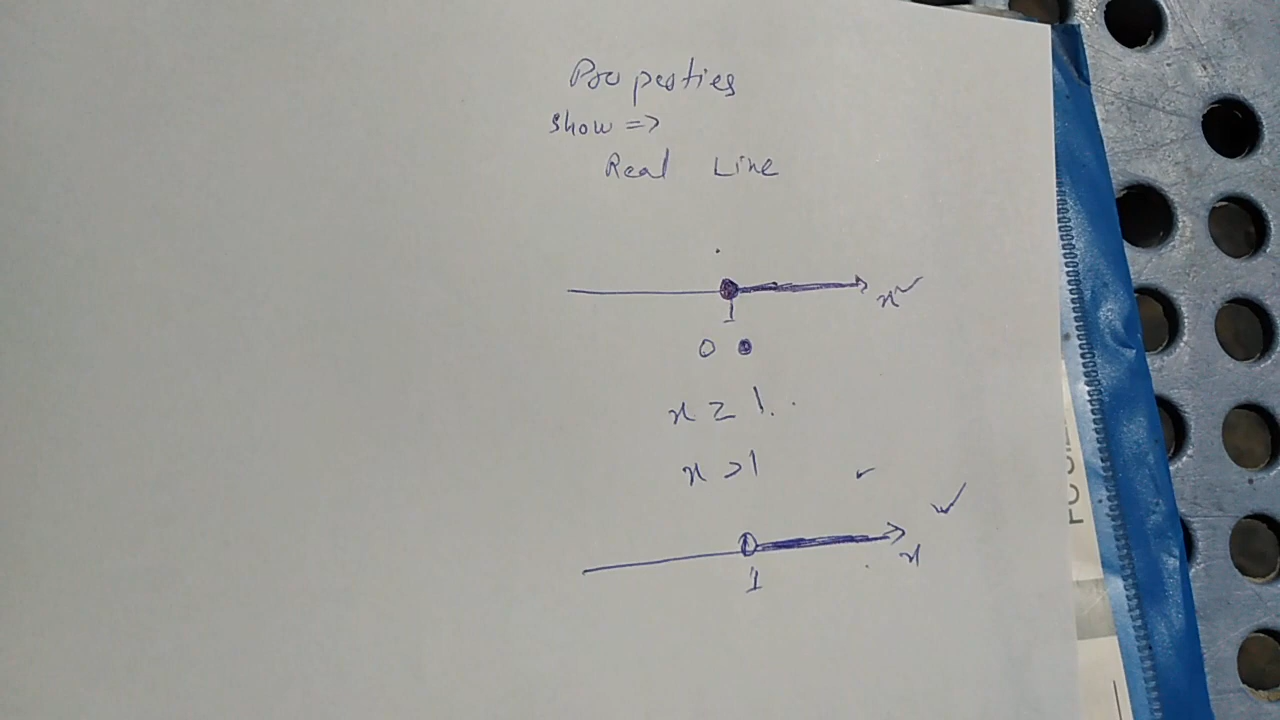 Properties
Show =>
Real Line
x
1
0
x ≥ 1
x > 1
x
1